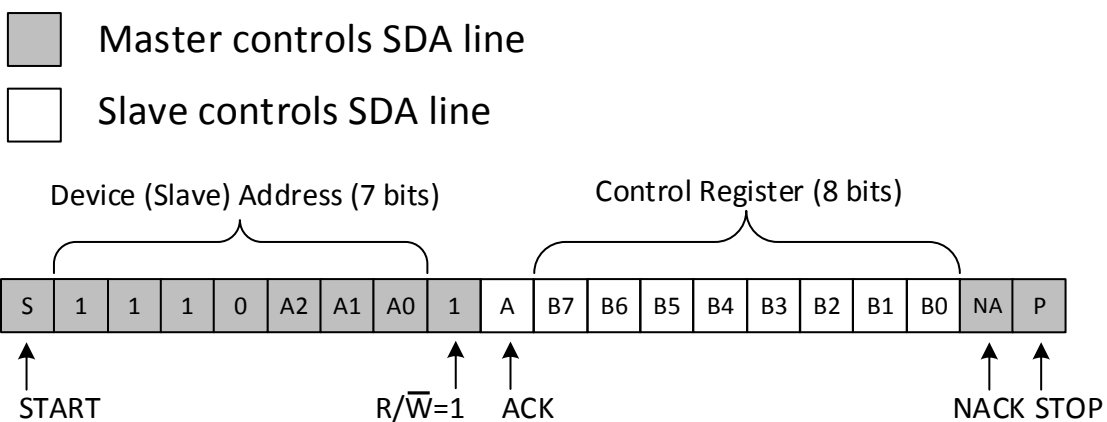 Master controls SDA line
Slave controls SDA line
Device (Slave) Address (7 bits)
Control Register (8 bits)
S 1 1 1 0 A2 A1 A0 1 A B7 B6 B5 B4 B3 B2 B1 B0 NA P
START R/W̅=1 ACK NACK STOP